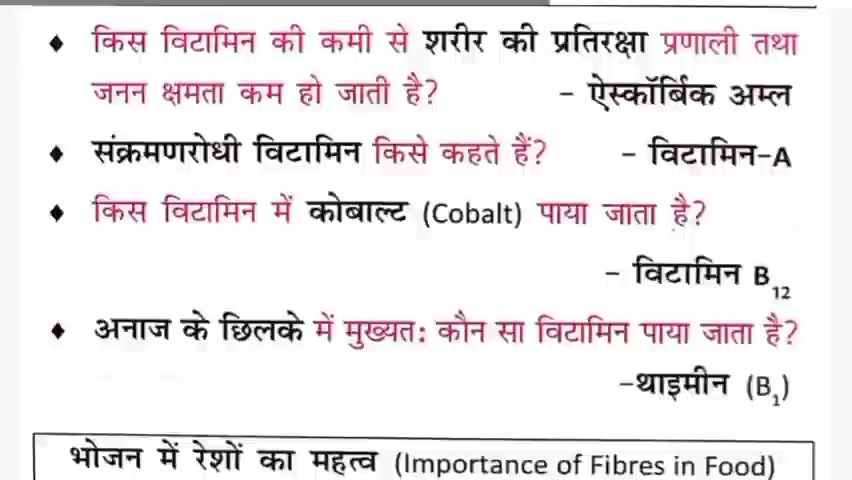 ♦ किस विटामिन की कमी से शरीर की प्रतिरक्षा प्रणाली तथा
जनन क्षमता कम हो जाती है? – ऐस्कॉर्बिक अम्ल
♦ संक्रमणरोधी विटामिन किसे कहते हैं? – विटामिन-A
♦ किस विटामिन में कोबाल्ट (Cobalt) पाया जाता है?
– विटामिन B₁₂
♦ अनाज के छिलके में मुख्यत: कौन सा विटामिन पाया जाता है?
–थाइमीन (B₁)
भोजन में रेशों का महत्व (Importance of Fibres in Food)